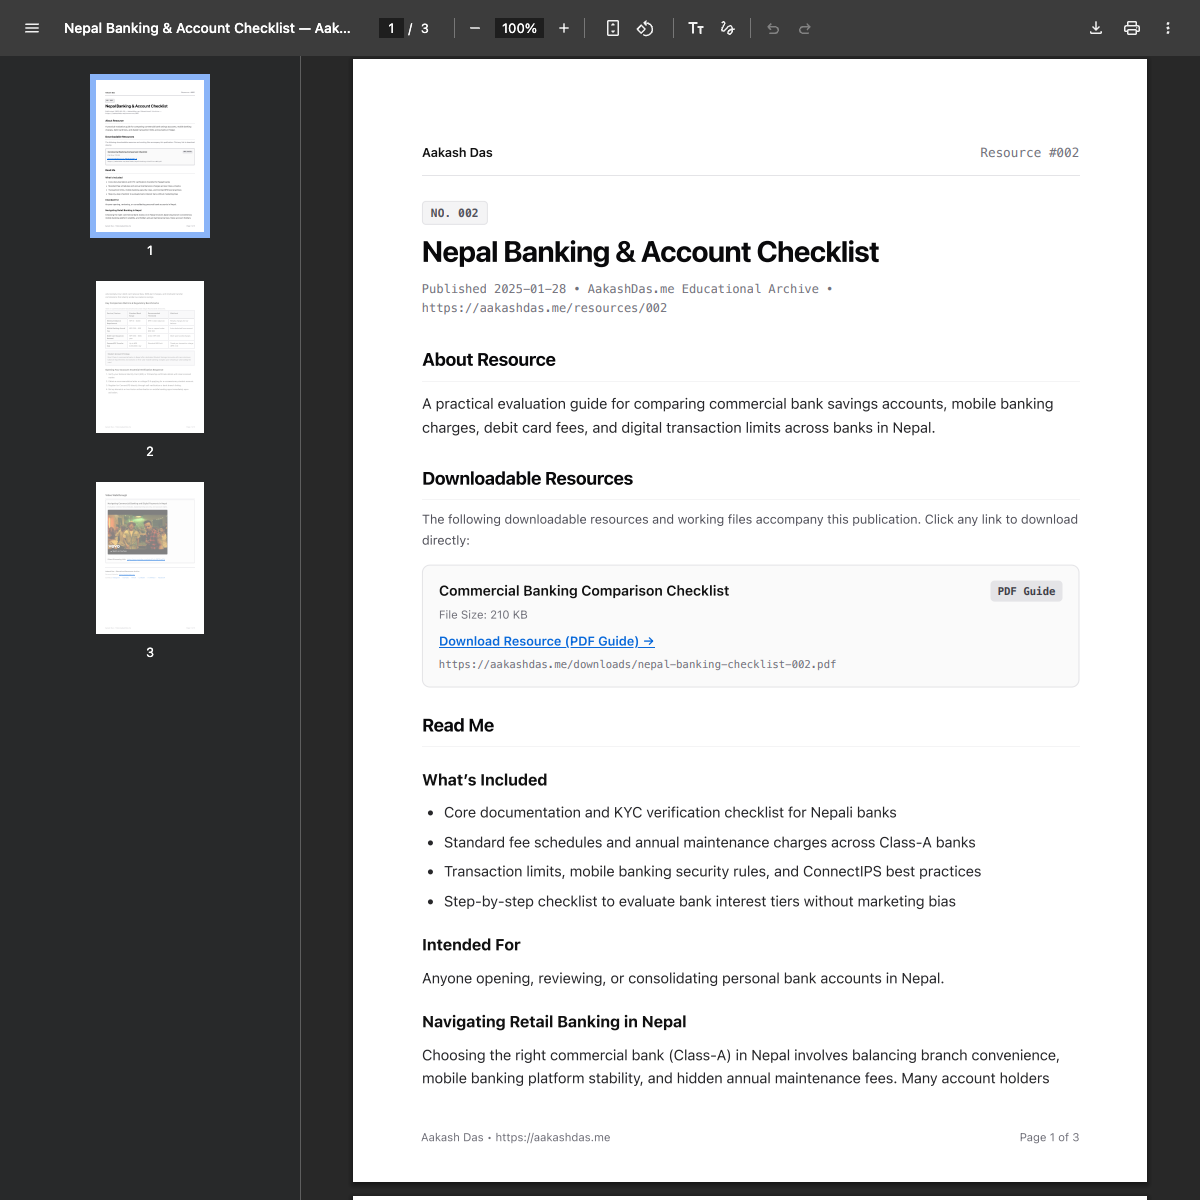 Nepal Banking & Account Checklist — Aak...
1 / 3
100%
1
2
3
Aakash Das
Resource #002
NO. 002
Nepal Banking & Account Checklist
Published 2025-01-28 • AakashDas.me Educational Archive •
https://aakashdas.me/resources/002
About Resource
A practical evaluation guide for comparing commercial bank savings accounts, mobile banking
charges, debit card fees, and digital transaction limits across banks in Nepal.
Downloadable Resources
The following downloadable resources and working files accompany this publication. Click any link to download
directly:
Commercial Banking Comparison Checklist
PDF Guide
File Size: 210 KB
Download Resource (PDF Guide) →
https://aakashdas.me/downloads/nepal-banking-checklist-002.pdf
Read Me
What’s Included
• Core documentation and KYC verification checklist for Nepali banks
• Standard fee schedules and annual maintenance charges across Class-A banks
• Transaction limits, mobile banking security rules, and ConnectIPS best practices
• Step-by-step checklist to evaluate bank interest tiers without marketing bias
Intended For
Anyone opening, reviewing, or consolidating personal bank accounts in Nepal.
Navigating Retail Banking in Nepal
Choosing the right commercial bank (Class-A) in Nepal involves balancing branch convenience,
mobile banking platform stability, and hidden annual maintenance fees. Many account holders
Aakash Das • https://aakashdas.me
Page 1 of 3